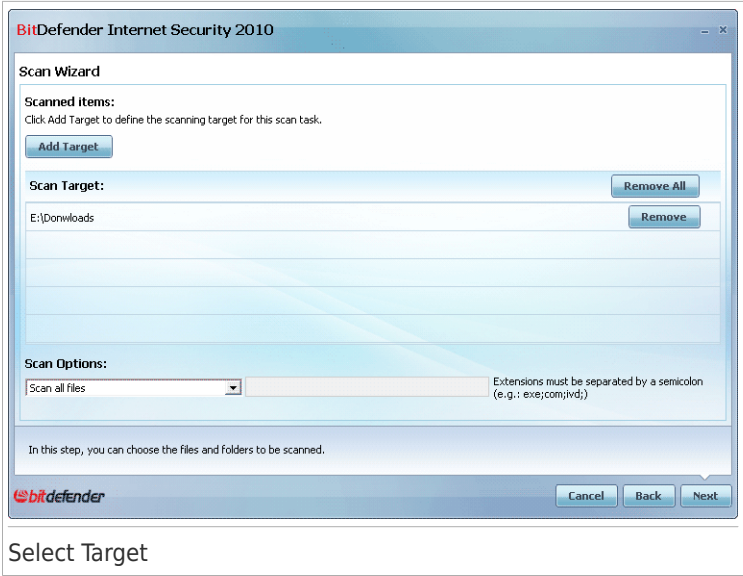 BitDefender Internet Security 2010
Scan Wizard
Scanned items:
Click Add Target to define the scanning target for this scan task.
Add Target
Scan Target:
Remove All
E:\Donwloads
Remove
Scan Options:
Scan all files
Extensions must be separated by a semicolon
(e.g.: exe;com;ivd;)
In this step, you can choose the files and folders to be scanned.
bitdefender
Cancel
Back
Next
Select Target